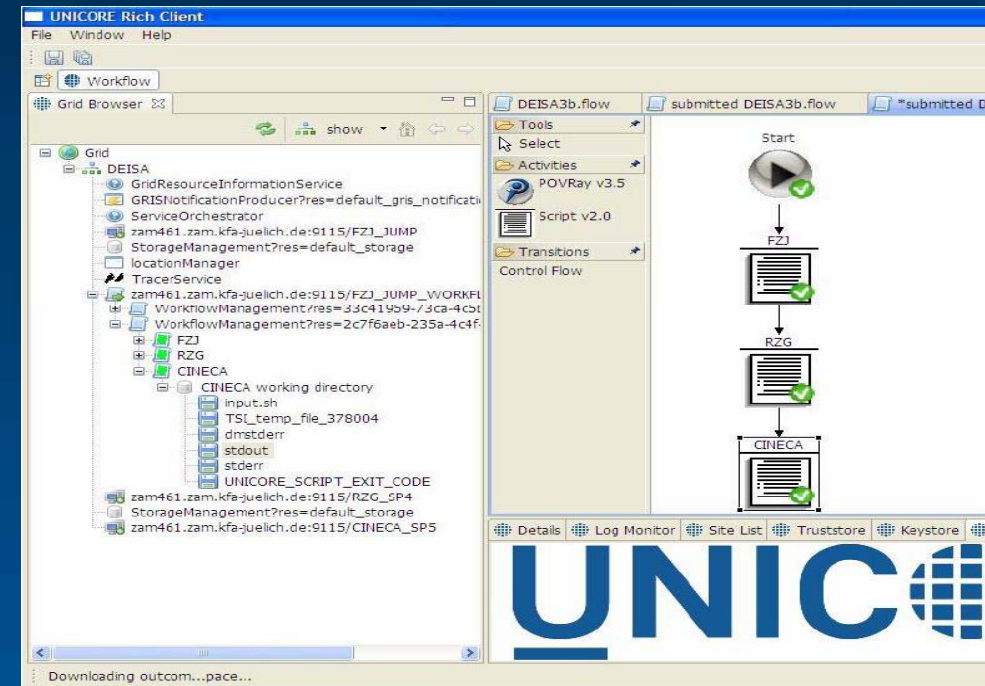 UNICORE Rich Client
File Window Help
Workflow
Grid Browser
show
Grid
DEISA
GridResourceInformationService
GRISNotificationProducer?res=default_gris_notificati
ServiceOrchestrator
zam461.zam.kfa-juelich.de:9115/FZJ_JUMP
StorageManagement?res=default_storage
locationManager
TracerService
zam461.zam.kfa-juelich.de:9115/FZJ_JUMP_WORKFL
WorkflowManagement?res=33c41959-73ca-4c5b
WorkflowManagement?res=2c7f6aeb-235a-4c4f-
FZJ
RZG
CINECA
CINECA working directory
input.sh
TSI_temp_file_378004
dmstderr
stdout
stderr
UNICORE_SCRIPT_EXIT_CODE
zam461.zam.kfa-juelich.de:9115/RZG_SP4
StorageManagement?res=default_storage
zam461.zam.kfa-juelich.de:9115/CINECA_SP5
DEISA3b.flow
submitted DEISA3b.flow
*submitted D
Tools
Select
Activities
POVRay v3.5
Script v2.0
Transitions
Control Flow
Start
FZJ
RZG
CINECA
Details Log Monitor Site List Truststore Keystore
UNICO
Downloading outcom...pace...